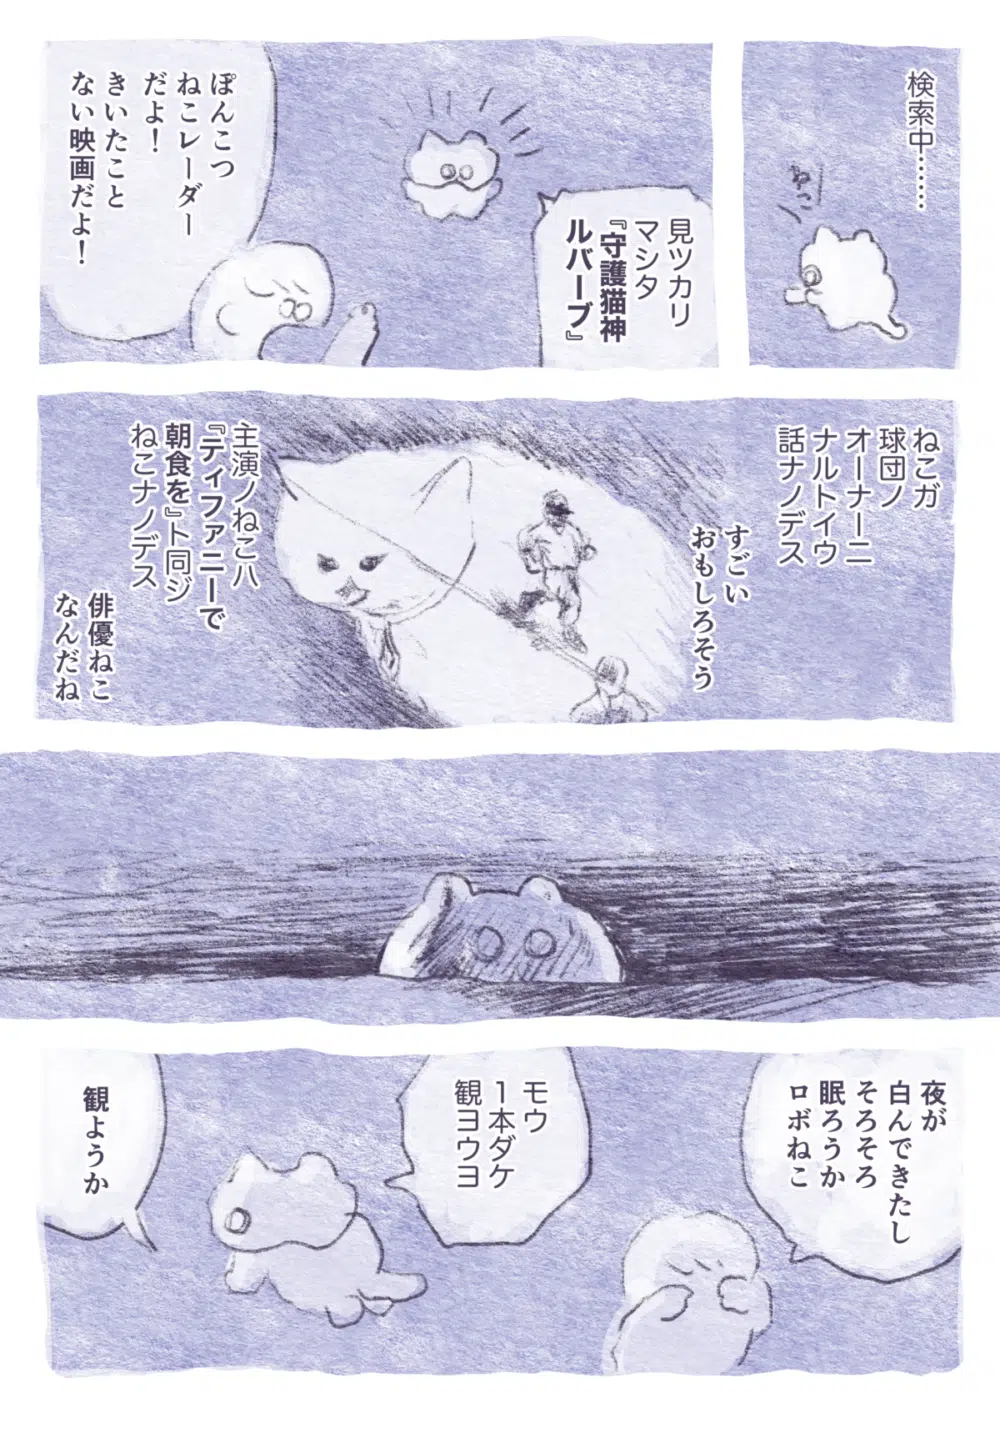 検索中……
ねこ
見ツカリ
マシタ
『守護猫神
ルバーブ』
ぽんこつ
ねこレーダー
だよ！
きいたこと
ない映画だよ！
ねこガ
球団ノ
オーナーニ
ナルトイウ
話ナノデス
すごい
おもしろそう
主演ノねこハ
『ティファニーで
朝食を』ト同ジ
ねこナノデス
俳優ねこ
なんだね
夜が
白んできたし
そろそろ
眠ろうか
ロボねこ
モウ
1本ダケ
観ヨウヨ
観ようか